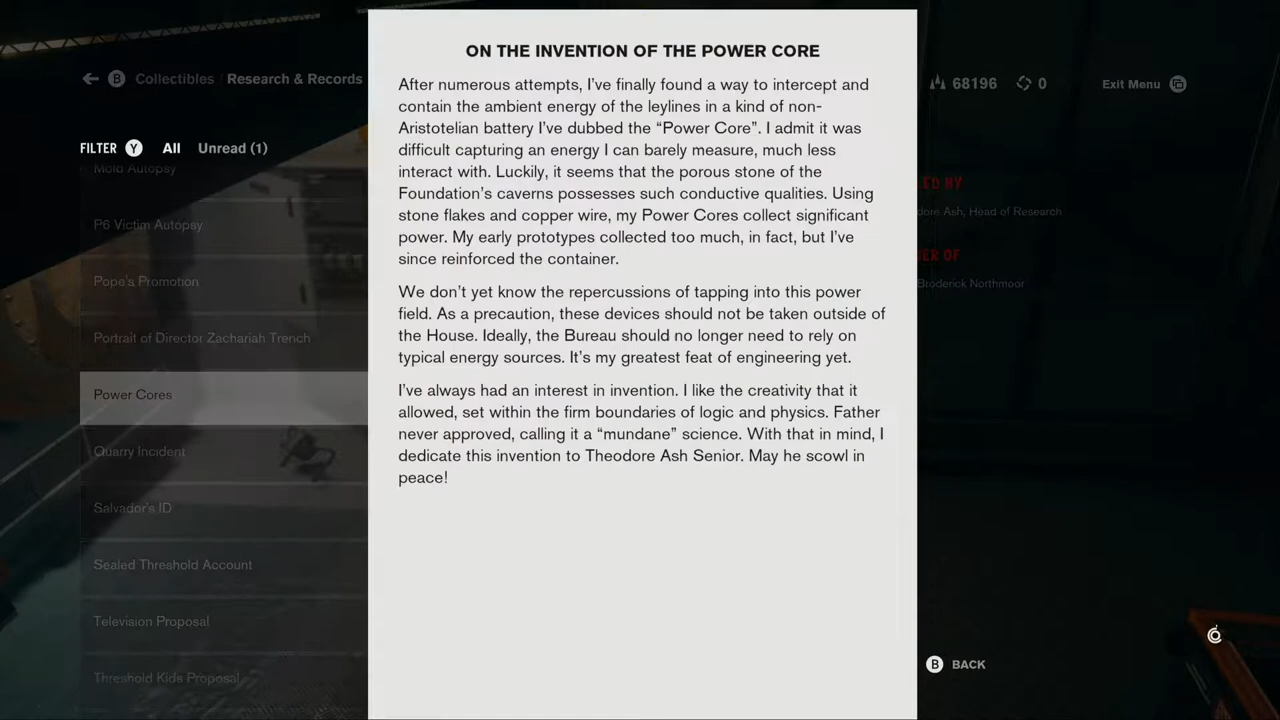 ON THE INVENTION OF THE POWER CORE
B Collectibles / Research & Records
68196 0 Exit Menu
FILTER Y All Unread (1)
Mold Autopsy
P6 Victim Autopsy
Pope's Promotion
Portrait of Director Zachariah Trench
Power Cores
Quarry Incident
Salvador's ID
Sealed Threshold Account
Television Proposal
Threshold Kids Proposal
After numerous attempts, I've finally found a way to intercept and
contain the ambient energy of the leylines in a kind of non-
Aristotelian battery I've dubbed the “Power Core”. I admit it was
difficult capturing an energy I can barely measure, much less
interact with. Luckily, it seems that the porous stone of the
Foundation's caverns possesses such conductive qualities. Using
stone flakes and copper wire, my Power Cores collect significant
power. My early prototypes collected too much, in fact, but I've
since reinforced the container.
We don't yet know the repercussions of tapping into this power
field. As a precaution, these devices should not be taken outside of
the House. Ideally, the Bureau should no longer need to rely on
typical energy sources. It's my greatest feat of engineering yet.
I've always had an interest in invention. I like the creativity that it
allowed, set within the firm boundaries of logic and physics. Father
never approved, calling it a “mundane” science. With that in mind, I
dedicate this invention to Theodore Ash Senior. May he scowl in
peace!
BY
Ash, Head of Research
OF
Broderick Northmoor
B BACK